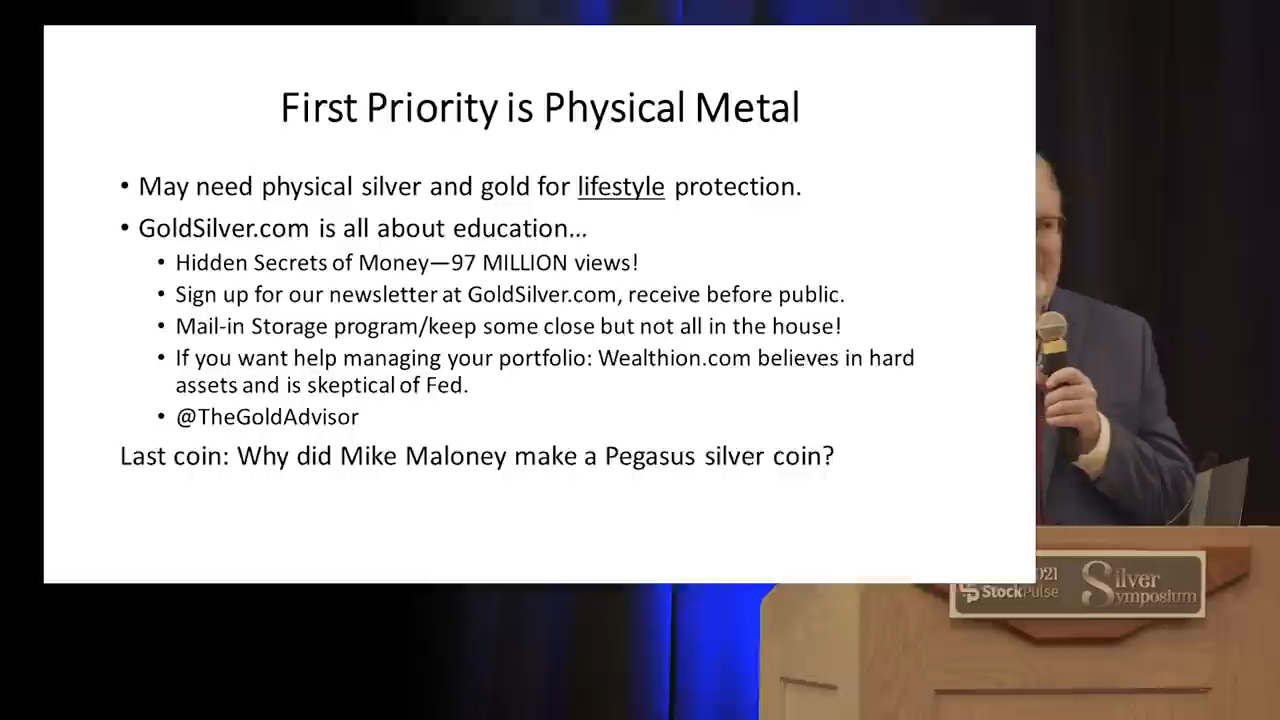 First Priority is Physical Metal
• May need physical silver and gold for lifestyle protection.
• GoldSilver.com is all about education…
• Hidden Secrets of Money—97 MILLION views!
• Sign up for our newsletter at GoldSilver.com, receive before public.
• Mail-in Storage program/keep some close but not all in the house!
• If you want help managing your portfolio: Wealthion.com believes in hard
assets and is skeptical of Fed.
• @TheGoldAdvisor
Last coin: Why did Mike Maloney make a Pegasus silver coin?
021
StockPulse
Silver
Symposium